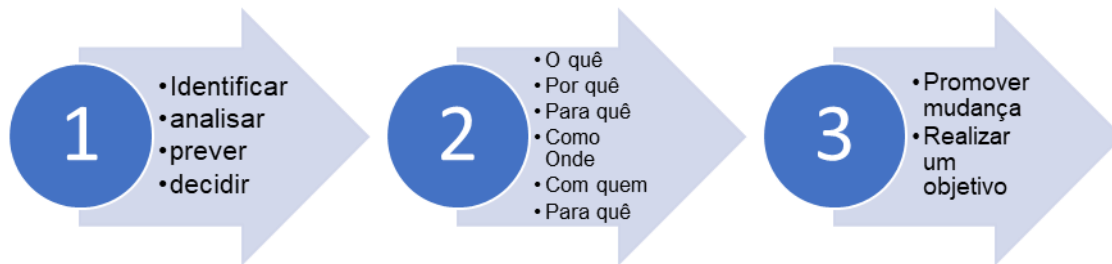 1
•Identificar
•analisar
•prever
•decidir
2
• O quê
• Por quê
• Para quê
• Como
Onde
• Com quem
• Para quê
3
• Promover
mudança
• Realizar
um
objetivo